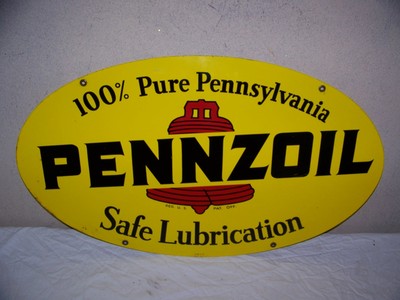 100% Pure Pennsylvania
PENNZOIL
Safe Lubrication